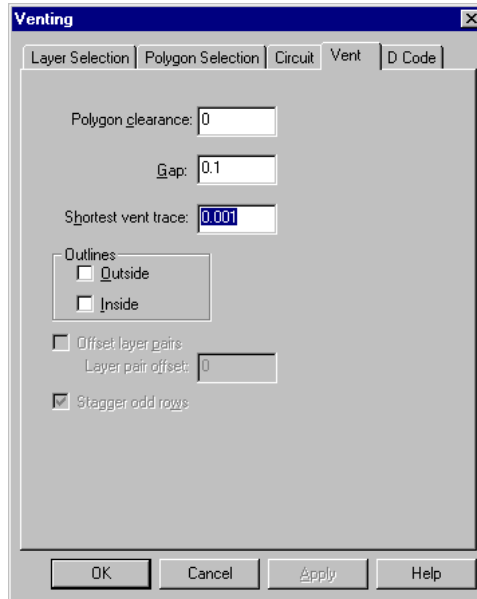 Venting
Layer Selection Polygon Selection Circuit Vent D Code
Polygon clearance: 0
Gap: 0.1
Shortest vent trace: 0.001
Outlines
Outside
Inside
Offset layer pairs
Layer pair offset: 0
Stagger odd rows
OK Cancel Apply Help